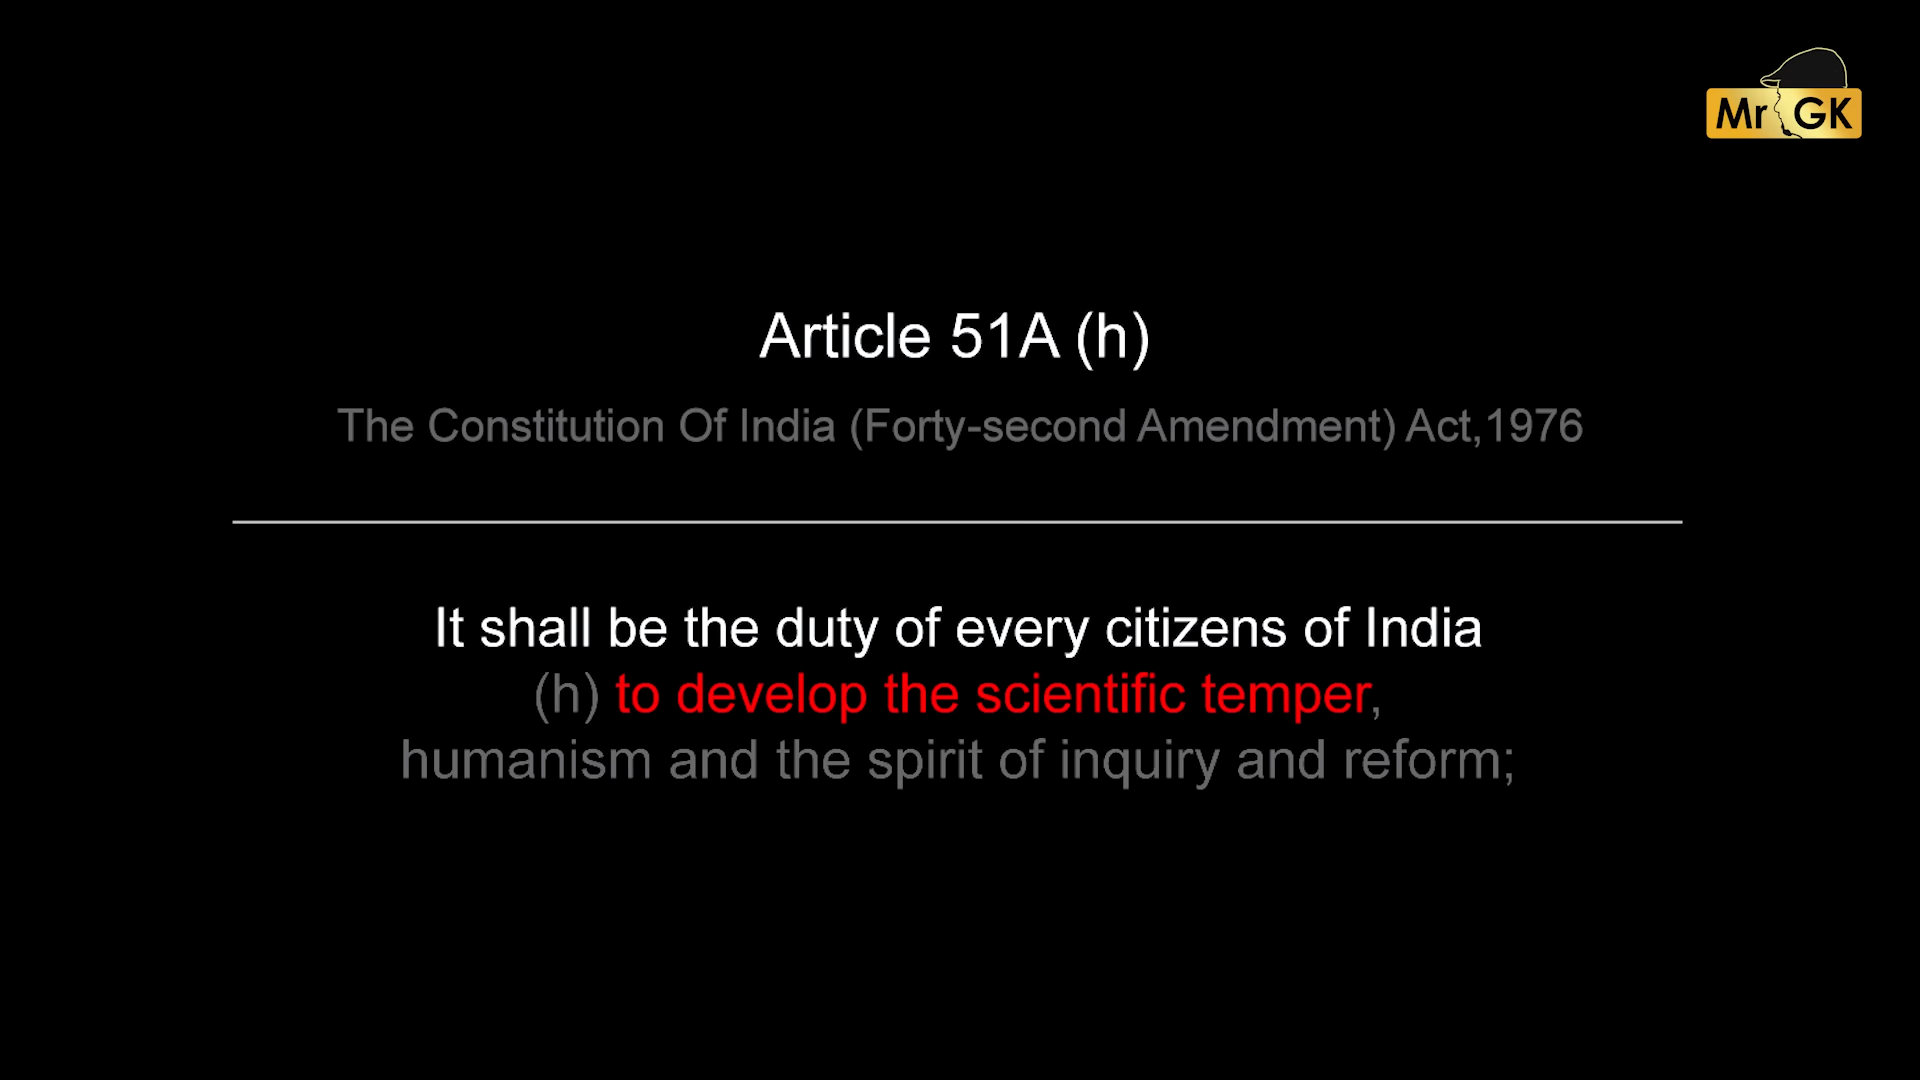 Mr GK
Article 51A (h)
The Constitution Of India (Forty-second Amendment) Act,1976
It shall be the duty of every citizens of India
(h) to develop the scientific temper,
humanism and the spirit of inquiry and reform;